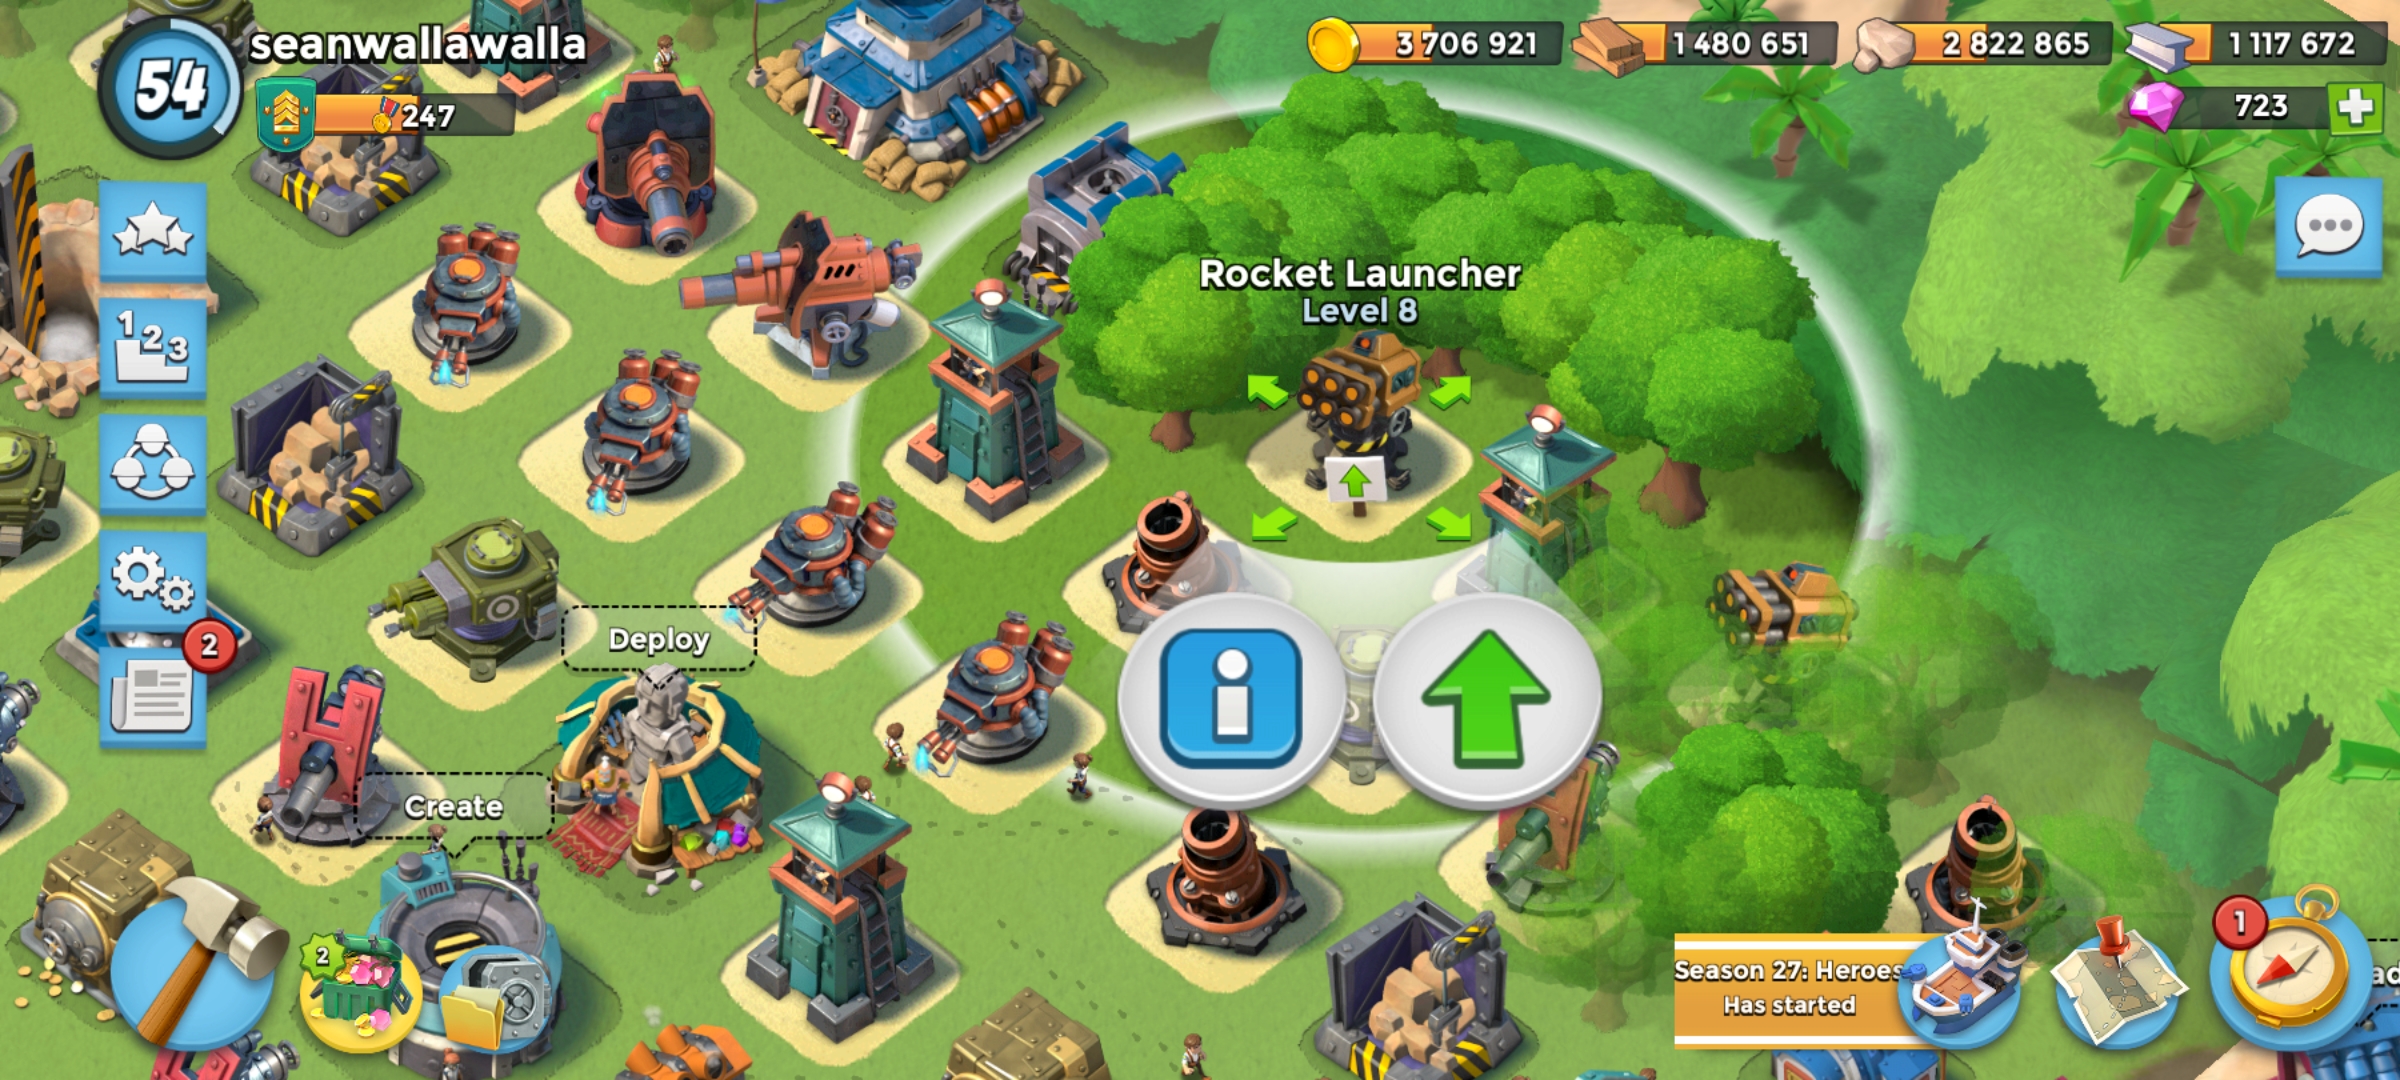 54
seanwallawalla
247
3 706 921
1 480 651
2 822 865
1 117 672
723
Rocket Launcher
Level 8
1 2 3
2
Deploy
Create
2
Season 27: Heroes
Has started
1